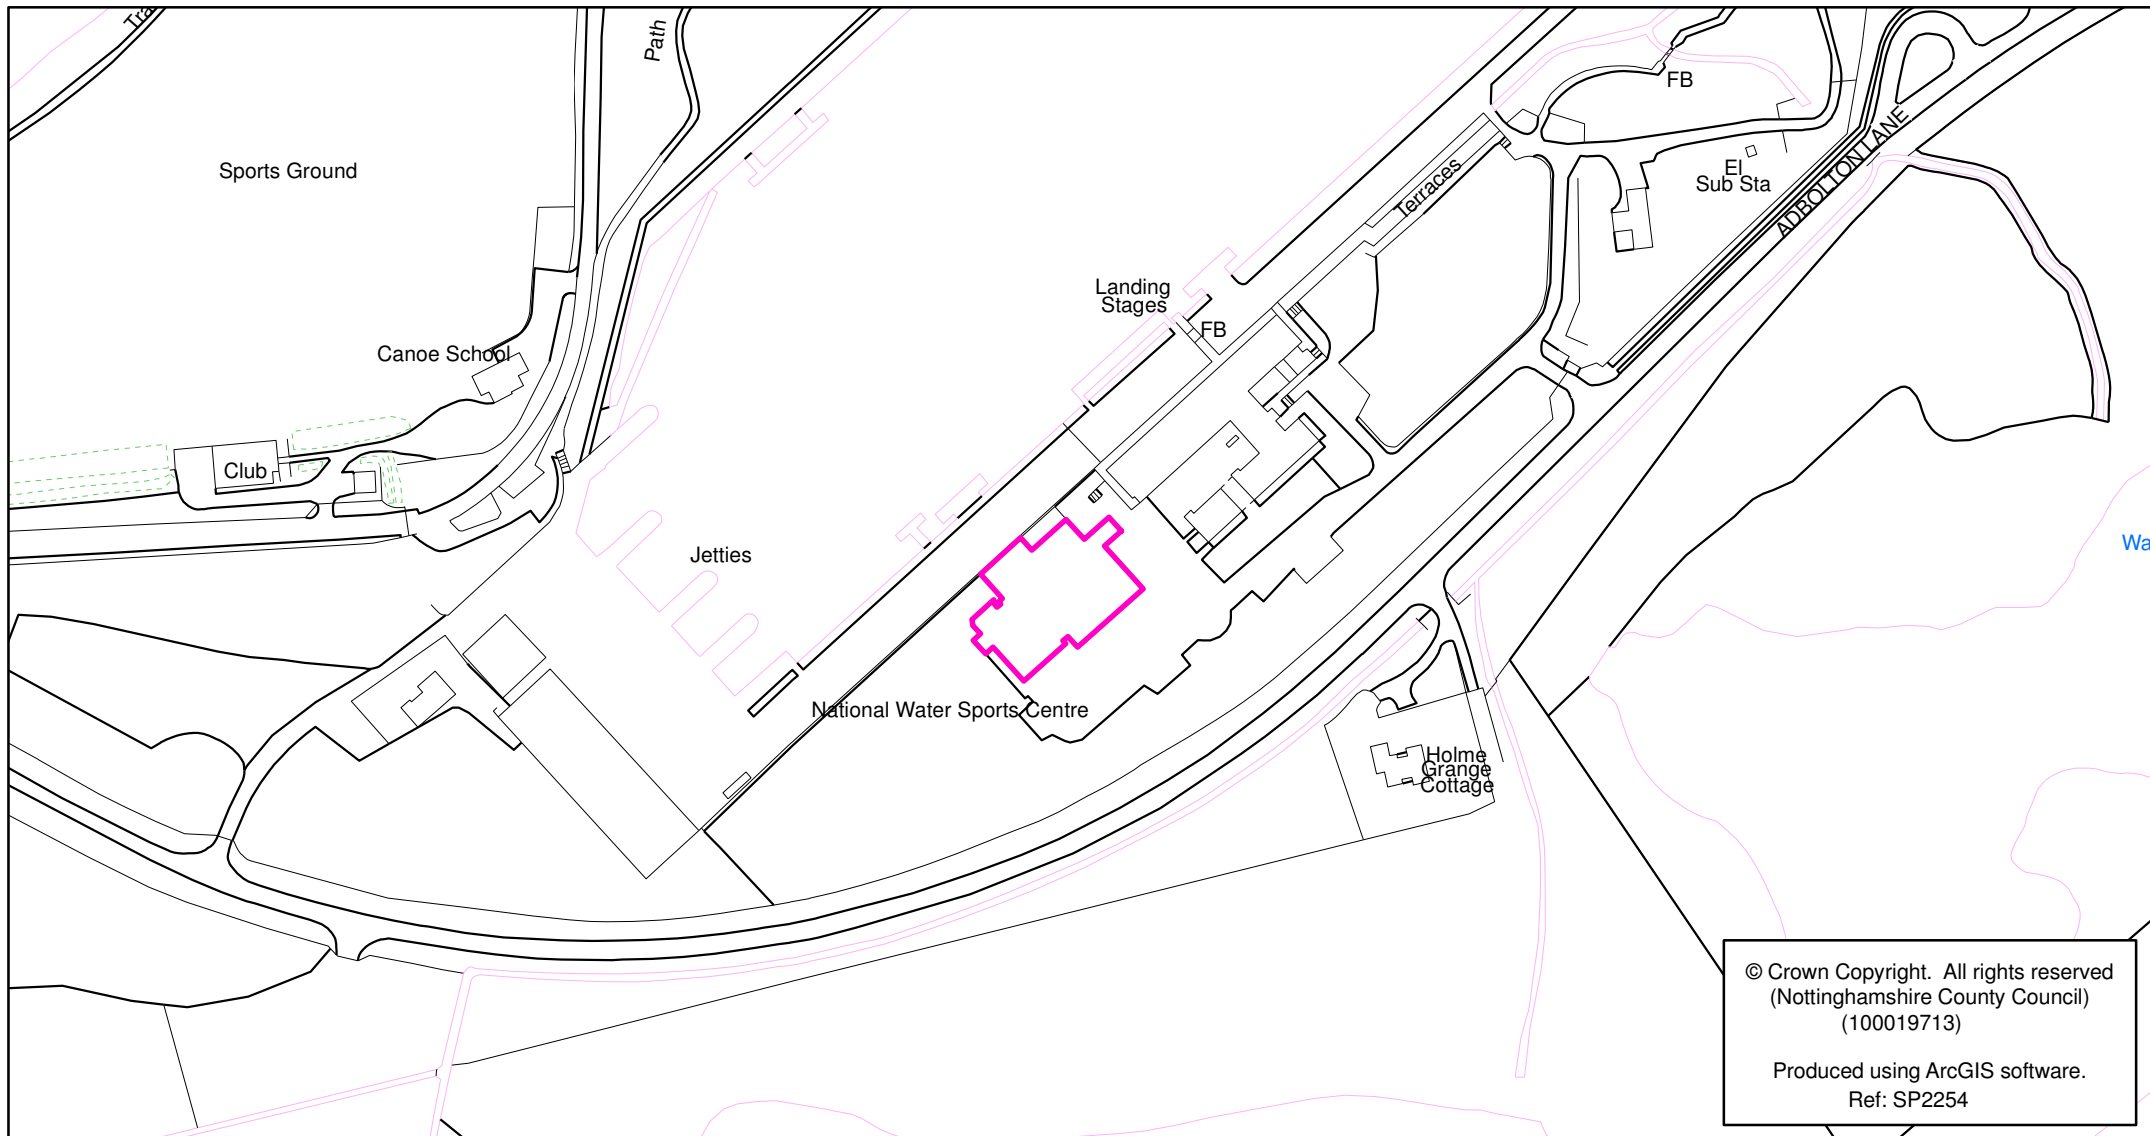 Path
FB
Sports Ground
El
Sub Sta
ADBOLTON LANE
Terraces
Landing
Stages
FB
Canoe School
Club
Jetties
National Water Sports Centre
Holme
Grange
Cottage
© Crown Copyright. All rights reserved
(Nottinghamshire County Council)
(100019713)
Produced using ArcGIS software.
Ref: SP2254